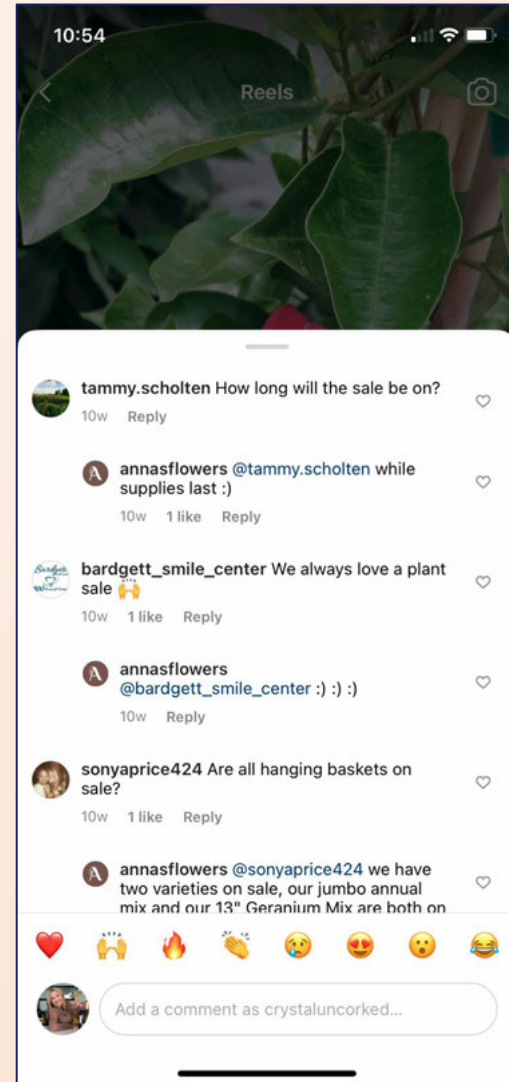 10:54
Reels
tammy.scholten How long will the sale be on?
10w Reply
annasflowers @tammy.scholten while
supplies last :)
10w 1 like Reply
bardgett_smile_center We always love a plant
sale 🙌
10w 1 like Reply
annasflowers
@bardgett_smile_center :) :) :)
10w Reply
sonyaprice424 Are all hanging baskets on
sale?
10w 1 like Reply
annasflowers @sonyaprice424 we have
two varieties on sale, our jumbo annual
mix and our 13" Geranium Mix are both on
Add a comment as crystaluncorked...